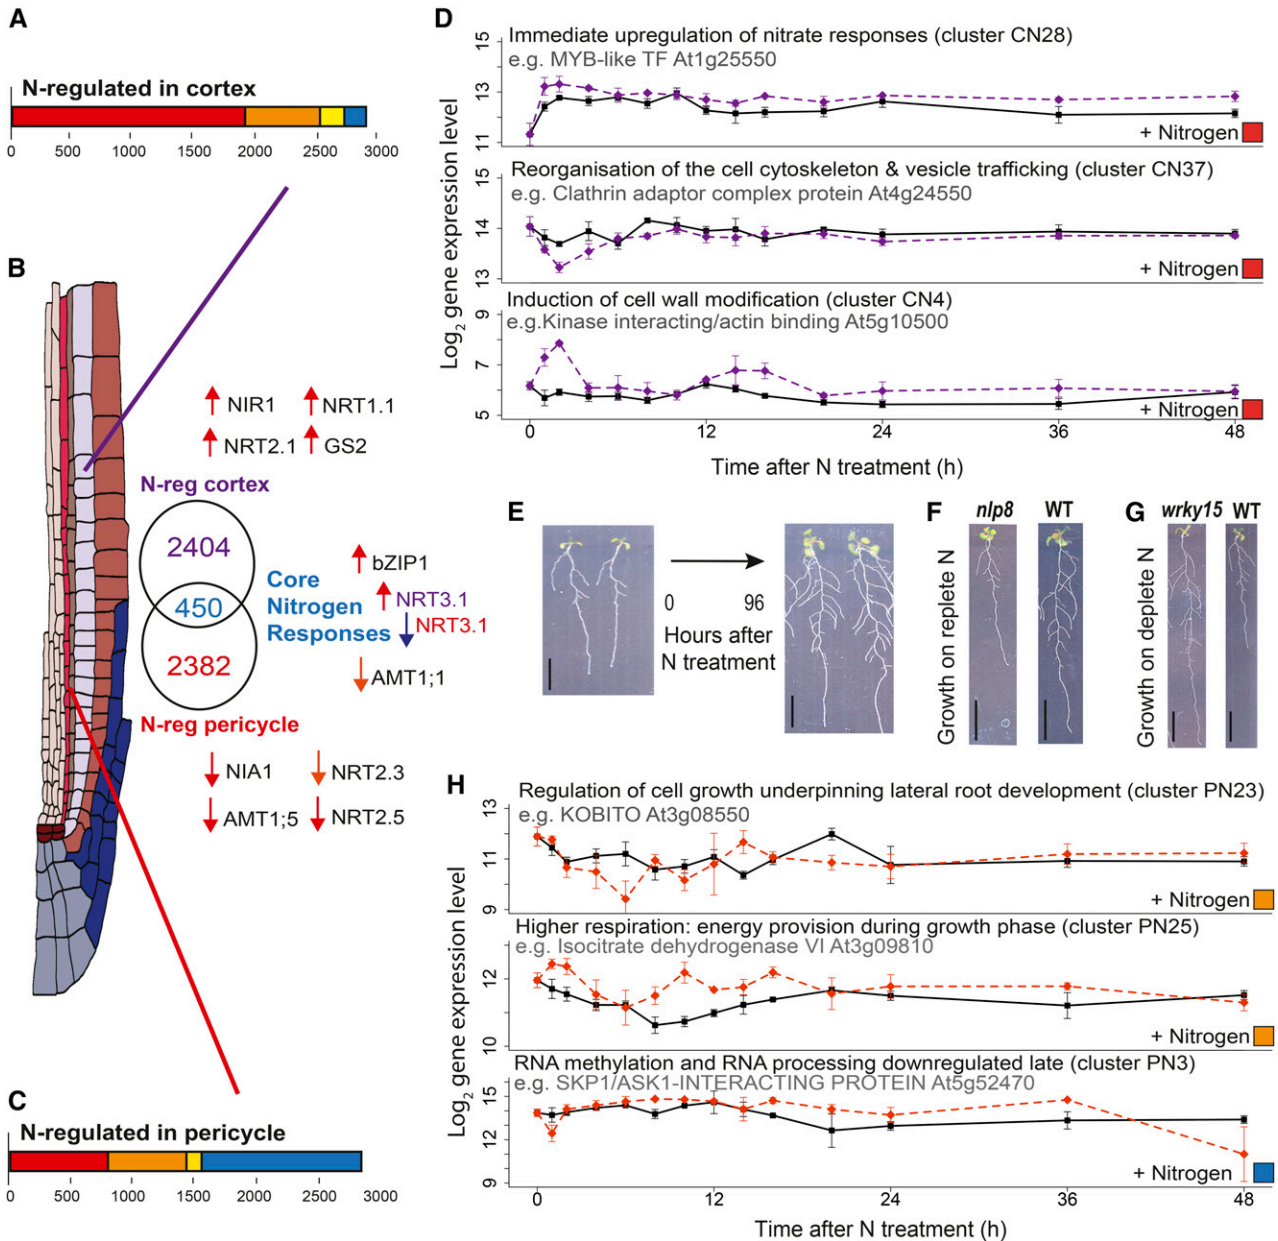 A
N-regulated in cortex
0 500 1000 1500 2000 2500 3000
B
NIR1 NRT1.1
NRT2.1 GS2
N-reg cortex
2404
450
2382
Core
Nitrogen
Responses
bZIP1
NRT3.1
NRT3.1
AMT1;1
N-reg pericycle
NIA1 NRT2.3
AMT1;5 NRT2.5
C
N-regulated in pericycle
0 500 1000 1500 2000 2500 3000
D
Log2 gene expression level
Immediate upregulation of nitrate responses (cluster CN28)
e.g. MYB-like TF At1g25550
15
13
11
+ Nitrogen
Reorganisation of the cell cytoskeleton & vesicle trafficking (cluster CN37)
e.g. Clathrin adaptor complex protein At4g24550
15
14
13
+ Nitrogen
Induction of cell wall modification (cluster CN4)
e.g.Kinase interacting/actin binding At5g10500
9
7
5
+ Nitrogen
0 12 24 36 48
Time after N treatment (h)
E
0 96
Hours after
N treatment
F
nlp8 WT
Growth on replete N
G
wrky15 WT
Growth on deplete N
H
Log2 gene expression level
Regulation of cell growth underpinning lateral root development (cluster PN23)
e.g. KOBITO At3g08550
13
11
9
+ Nitrogen
Higher respiration: energy provision during growth phase (cluster PN25)
e.g. Isocitrate dehydrogenase VI At3g09810
12
10
+ Nitrogen
RNA methylation and RNA processing downregulated late (cluster PN3)
e.g. SKP1/ASK1-INTERACTING PROTEIN At5g52470
15
12
9
+ Nitrogen
0 12 24 36 48
Time after N treatment (h)